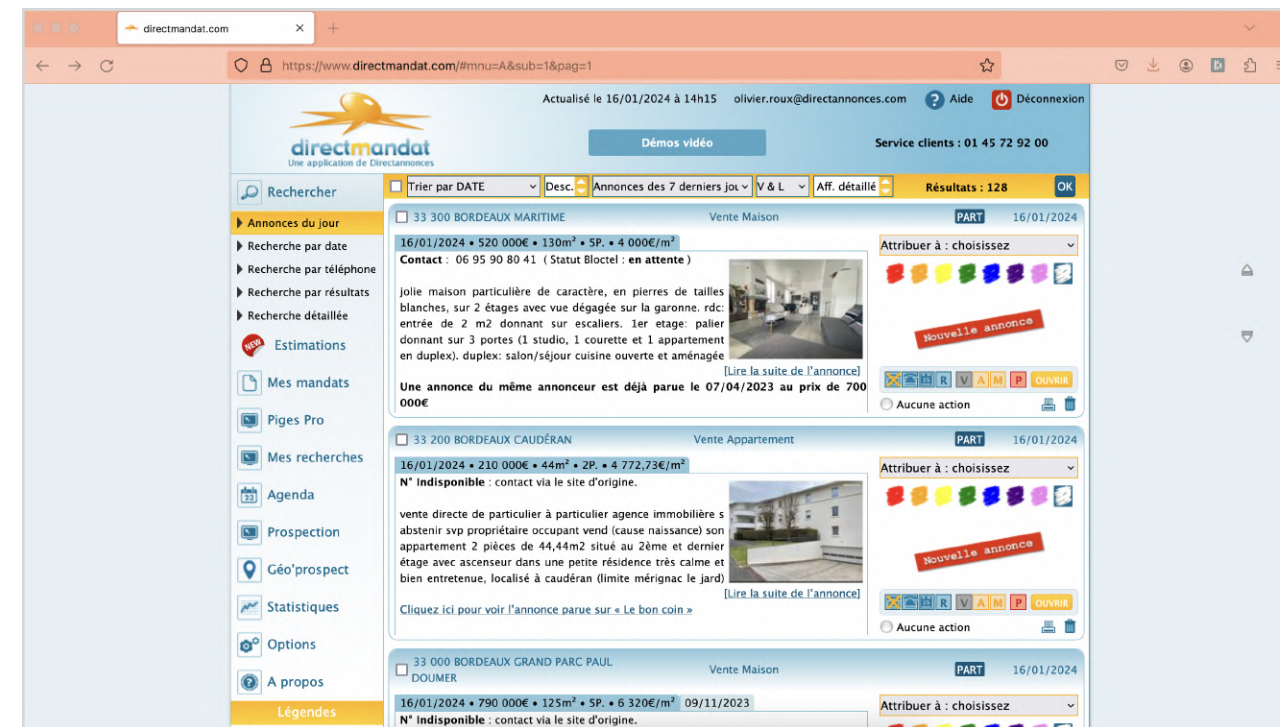 directmandat.com
https://www.directmandat.com/#mnu=A&sub=1&pag=1
Actualisé le 16/01/2024 à 14h15 olivier.roux@directannonces.com Aide Déconnexion
directmandat
Une application de Directannonces
Démos vidéo
Service clients : 01 45 72 92 00
Rechercher
Annonces du jour
Recherche par date
Recherche par téléphone
Recherche par résultats
Recherche détaillée
NEW Estimations
Mes mandats
Piges Pro
Mes recherches
Agenda
Prospection
Géo'prospect
Statistiques
Options
A propos
Légendes
Trier par DATE Desc. Annonces des 7 derniers jou V & L Aff. détaillé Résultats : 128 OK
33 300 BORDEAUX MARITIME Vente Maison PART 16/01/2024
16/01/2024 • 520 000€ • 130m² • 5P. • 4 000€/m²
Attribuer à : choisissez
Contact : 06 95 90 80 41 ( Statut Bloctel : en attente )
jolie maison particulière de caractère, en pierres de tailles
blanches, sur 2 étages avec vue dégagée sur la garonne. rdc:
entrée de 2 m2 donnant sur escaliers. 1er etage: palier
donnant sur 3 portes (1 studio, 1 courette et 1 appartement
en duplex). duplex: salon/séjour cuisine ouverte et aménagée
[Lire la suite de l'annonce]
Une annonce du même annonceur est déjà parue le 07/04/2023 au prix de 700
000€
Nouvelle annonce
R V A M P OUVRIR
Aucune action
33 200 BORDEAUX CAUDÉRAN Vente Appartement PART 16/01/2024
16/01/2024 • 210 000€ • 44m² • 2P. • 4 772,73€/m²
Attribuer à : choisissez
N° Indisponible : contact via le site d'origine.
vente directe de particulier à particulier agence immobilière s
abstenir svp propriétaire occupant vend (cause naissance) son
appartement 2 pièces de 44,44m2 situé au 2ème et dernier
étage avec ascenseur dans une petite résidence très calme et
bien entretenue, localisé à caudéran (limite mérignac le jard)
[Lire la suite de l'annonce]
Cliquez ici pour voir l'annonce parue sur « Le bon coin »
Nouvelle annonce
R V A M P OUVRIR
Aucune action
33 000 BORDEAUX GRAND PARC PAUL
DOUMER
Vente Maison PART 16/01/2024
16/01/2024 • 790 000€ • 125m² • 5P. • 6 320€/m² 09/11/2023
Attribuer à : choisissez
N° Indisponible : contact via le site d'origine.